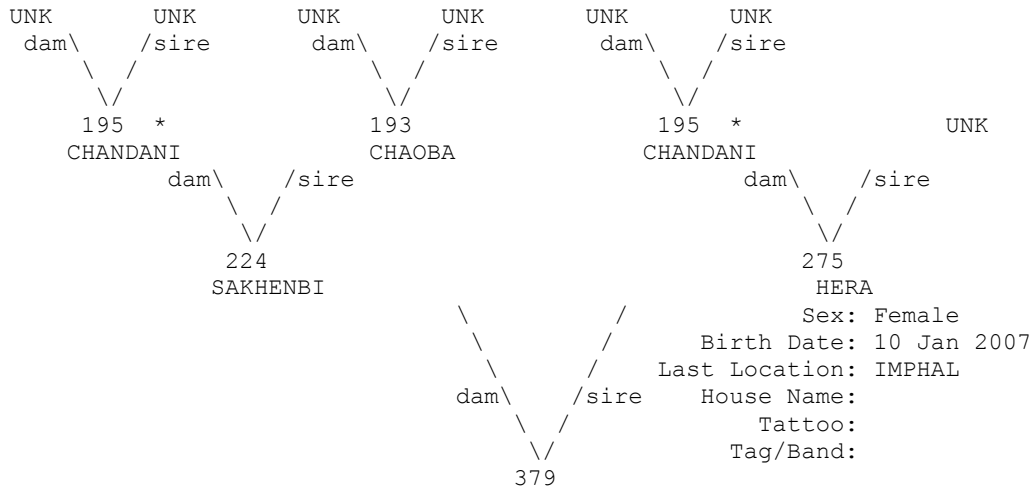 UNK UNK UNK UNK UNK UNK
dam\ /sire dam\ /sire dam\ /sire
\ / \ / \ /
\/ \/ \/
195 * 193 195 * UNK
CHANDANI CHAOBA CHANDANI
dam\ /sire dam\ /sire
\ / \ /
\/ \/
224 275
SAKHENBI HERA
\ / Sex: Female
\ / Birth Date: 10 Jan 2007
\ / Last Location: IMPHAL
dam\ /sire House Name:
\ / Tattoo:
\/ Tag/Band:
379